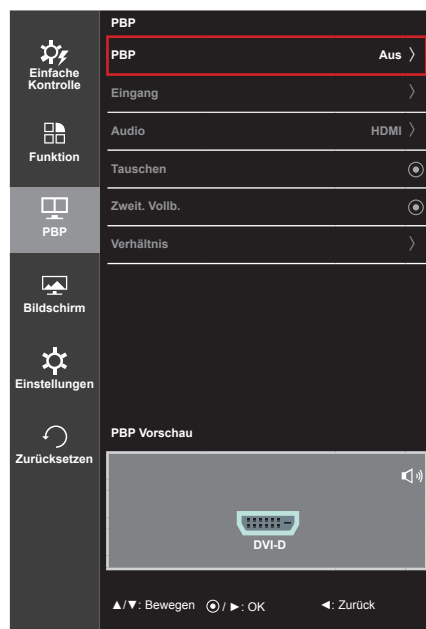 Einfache
Kontrolle
Funktion
PBP
Bildschirm
Einstellungen
Zurücksetzen
PBP
PBP Aus 〉
Eingang 〉
Audio HDMI 〉
Tauschen
Zweit. Vollb.
Verhältnis 〉
PBP Vorschau
DVI-D
▲/▼: Bewegen ⦿ / ►: OK ◄: Zurück